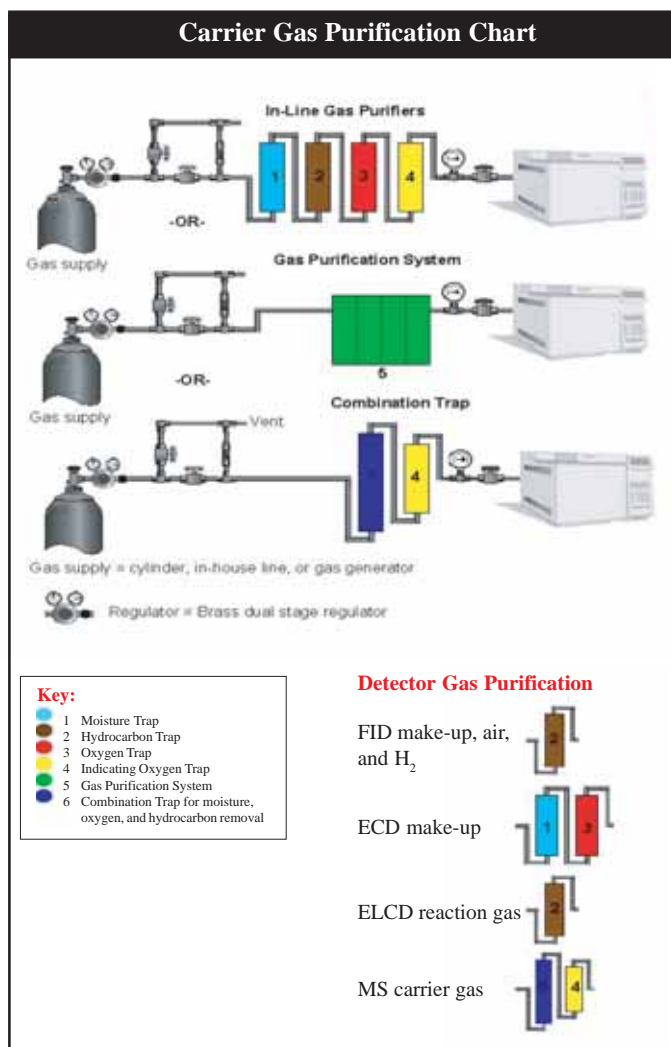 Carrier Gas Purification Chart
In-Line Gas Purifiers
1 2 3 4
-OR-
Gas supply
Gas Purification System
5
-OR-
Gas supply
Combination Trap
Vent
4
Gas supply = cylinder, in-house line, or gas generator
Regulator = Brass dual stage regulator
Key:
1 Moisture Trap
2 Hydrocarbon Trap
3 Oxygen Trap
4 Indicating Oxygen Trap
5 Gas Purification System
6 Combination Trap for moisture,
oxygen, and hydrocarbon removal
Detector Gas Purification
FID make-up, air,
and H₂
2
ECD make-up
1 3
ELCD reaction gas
2
MS carrier gas
4